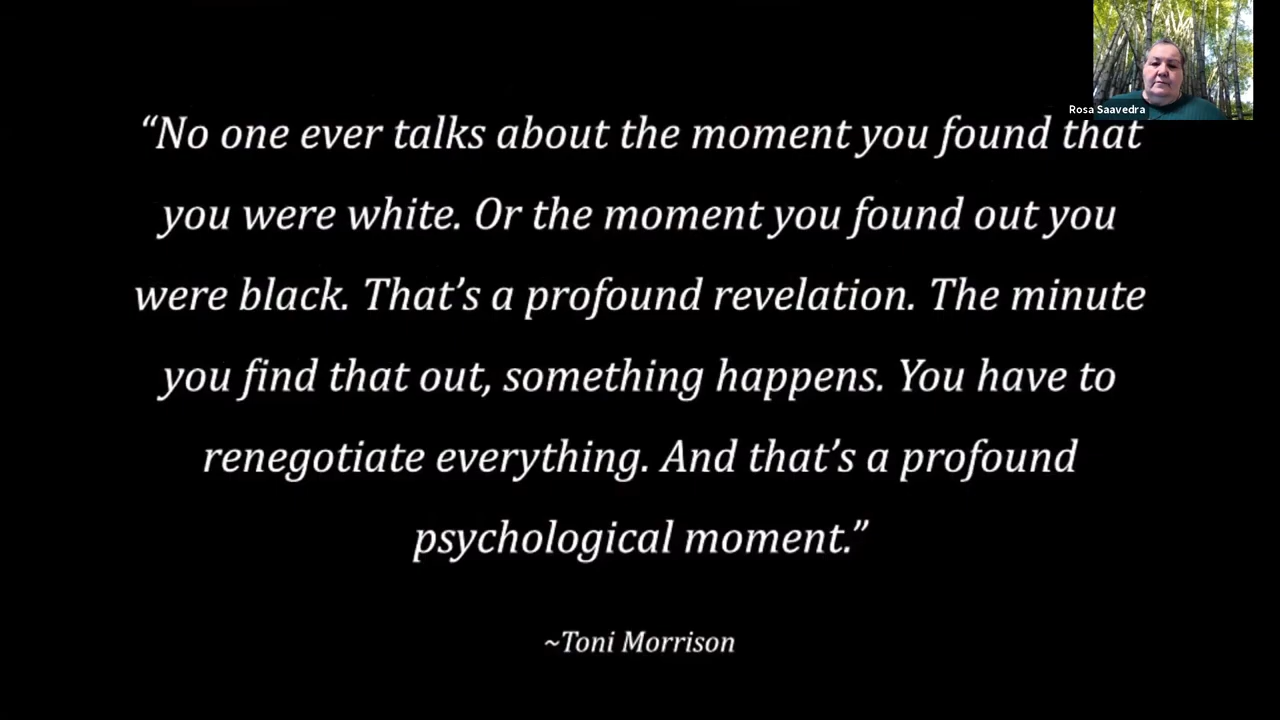 Rosa Saavedra
“No one ever talks about the moment you found that
you were white. Or the moment you found out you
were black. That’s a profound revelation. The minute
you find that out, something happens. You have to
renegotiate everything. And that’s a profound
psychological moment.”
~Toni Morrison